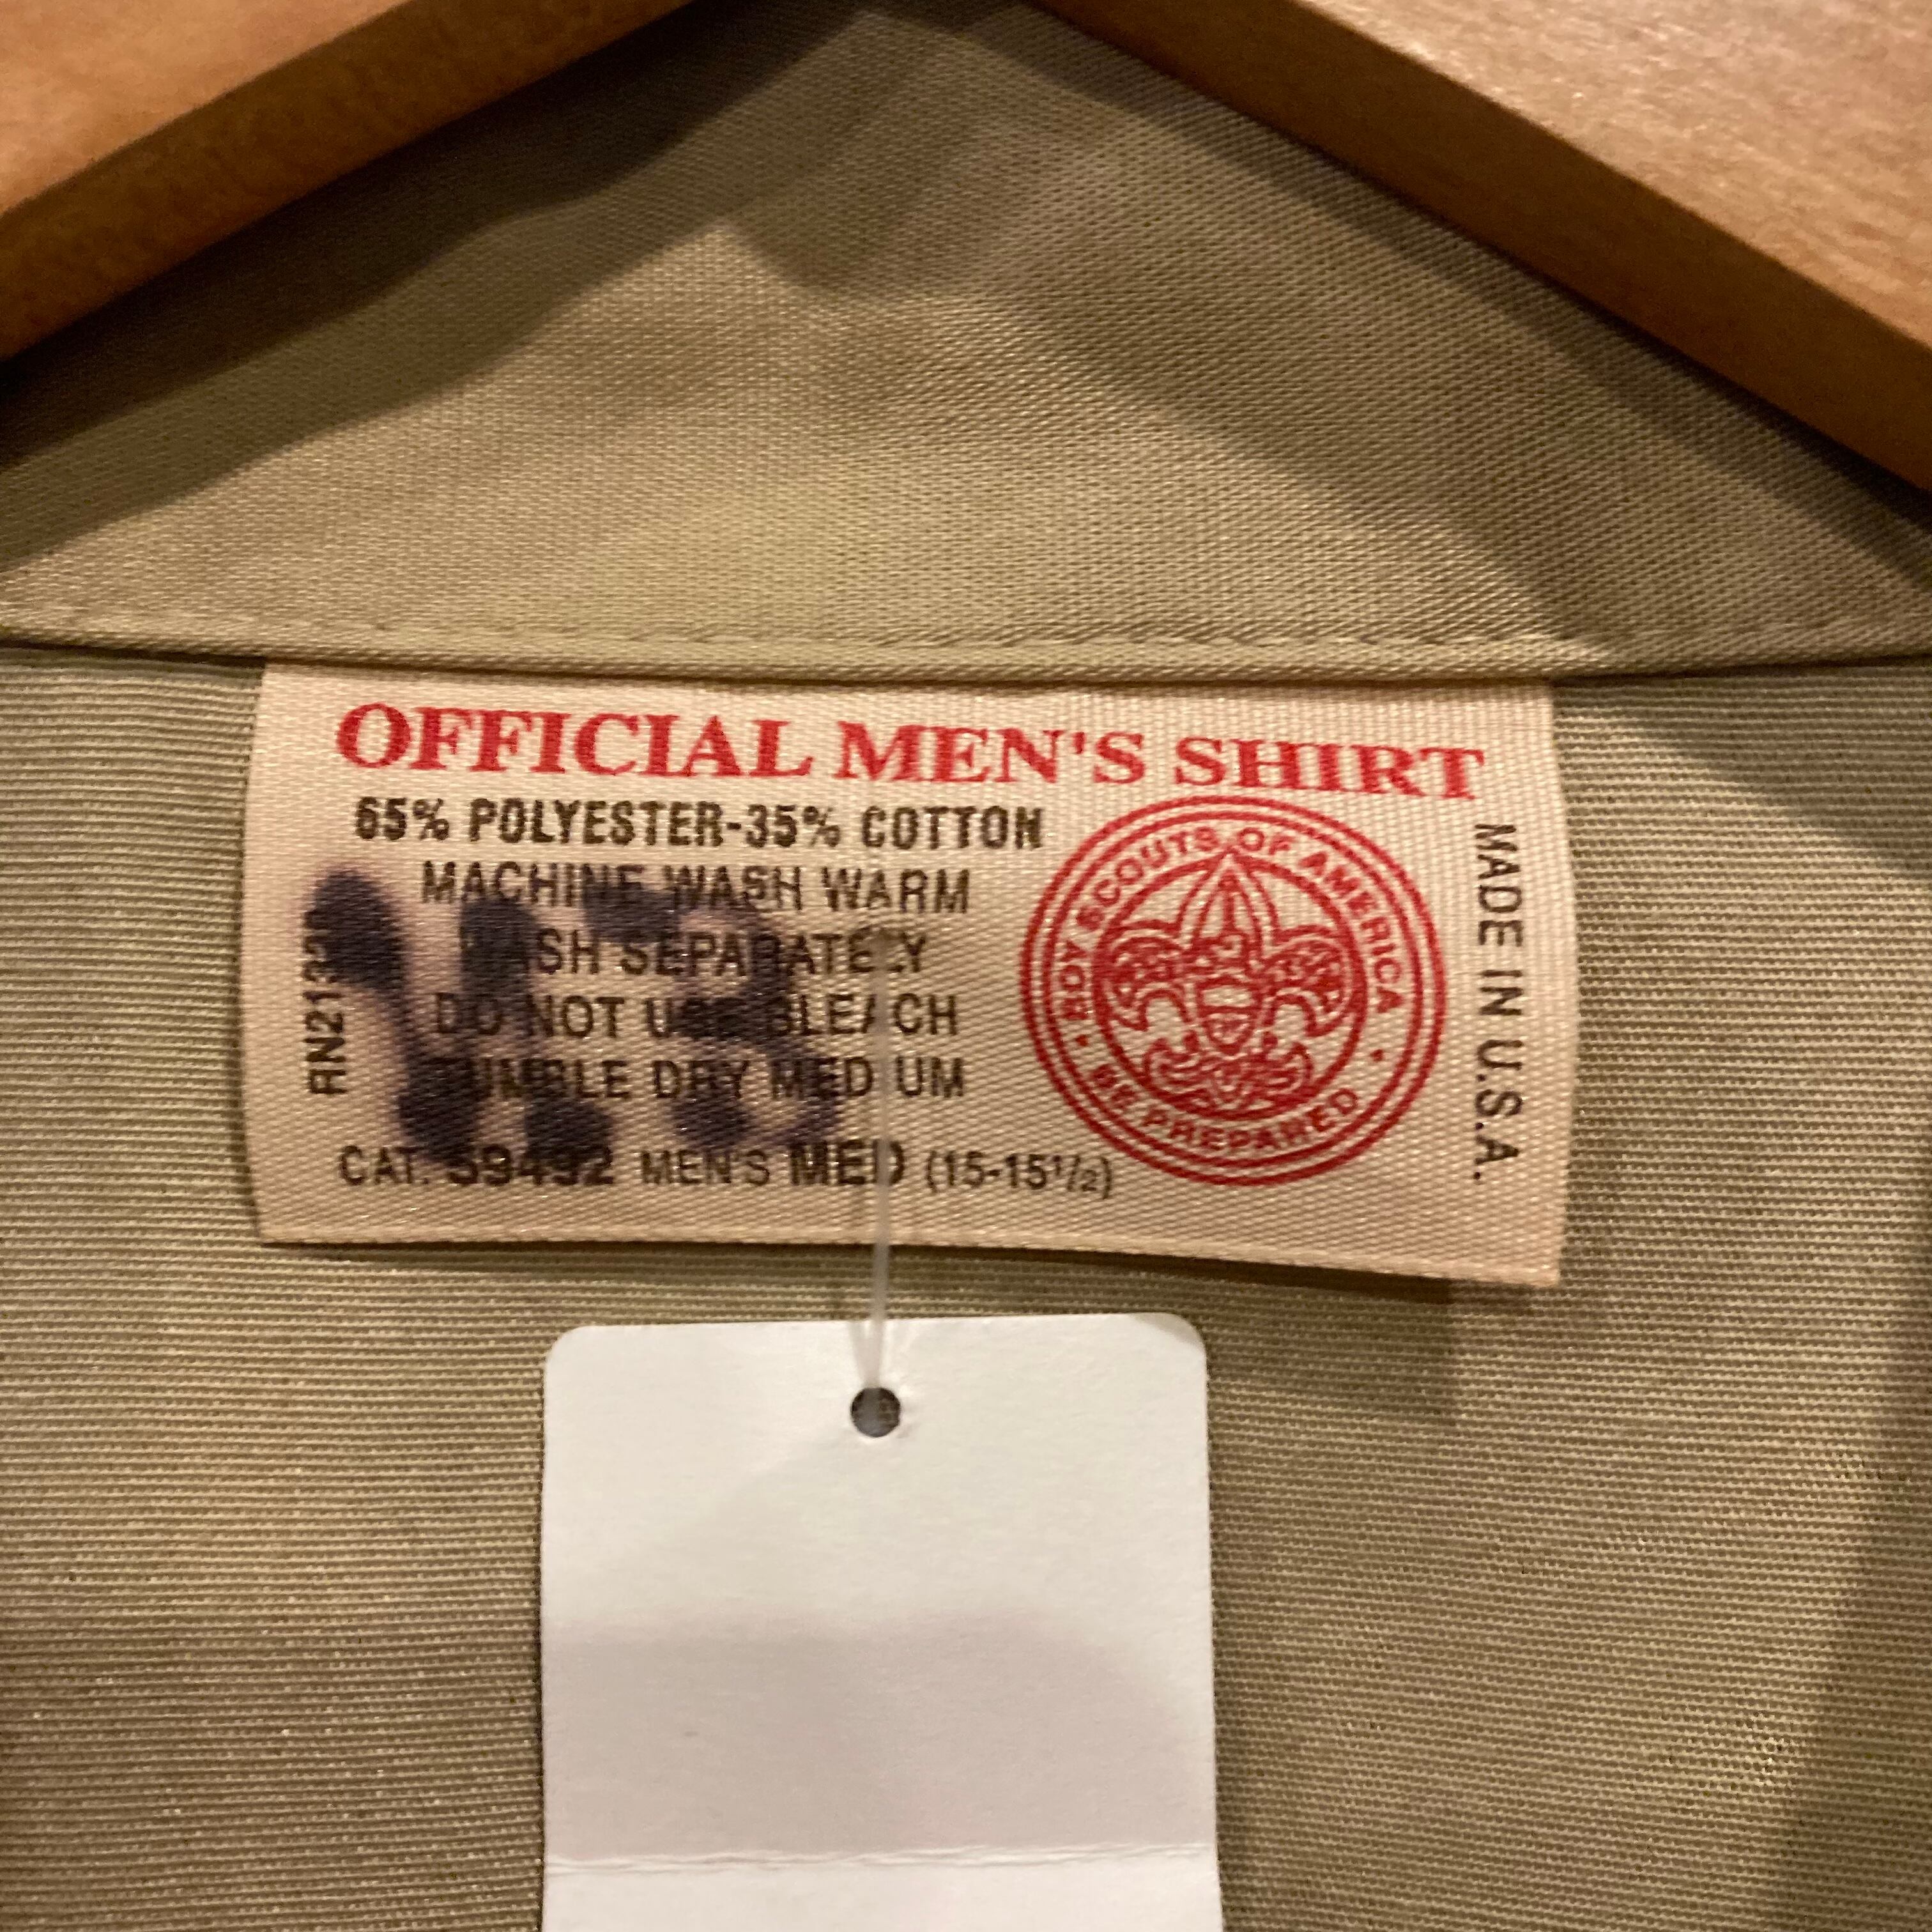 OFFICIAL MEN'S SHIRT
65% POLYESTER-35% COTTON
MACHINE WASH WARM
WASH SEPARATELY
DO NOT USE BLEACH
TUMBLE DRY MEDIUM
CAT. 59492 MEN'S MED (15-15½)
BOY SCOUTS OF AMERICA
BE PREPARED
MADE IN U.S.A.